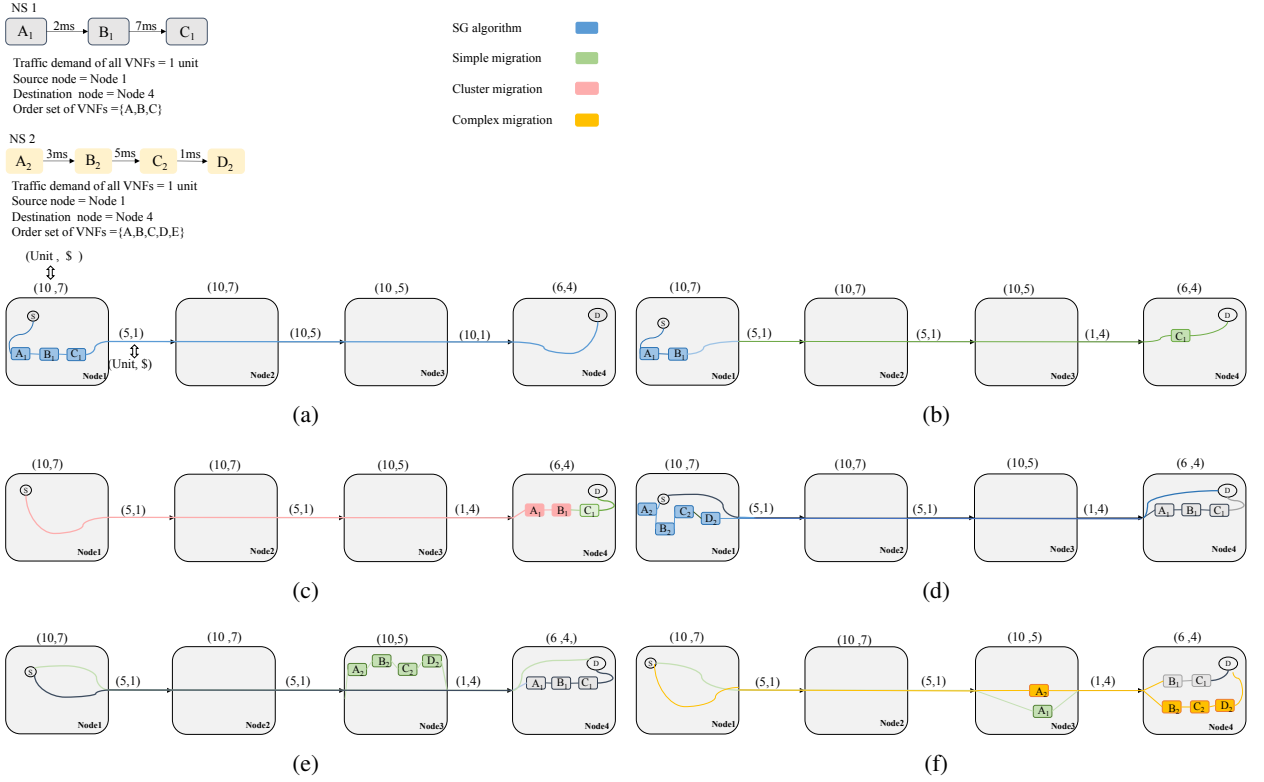 NS 1
A1 2ms B1 7ms C1
Traffic demand of all VNFs = 1 unit
Source node = Node 1
Destination node = Node 4
Order set of VNFs ={A,B,C}
SG algorithm
Simple migration
Cluster migration
Complex migration
NS 2
A2 3ms B2 5ms C2 1ms D2
Traffic demand of all VNFs = 1 unit
Source node = Node 1
Destination node = Node 4
Order set of VNFs ={A,B,C,D,E}
(Unit , $ )
(10 ,7) (10,7) (10 ,5) (6,4)
S D
(5,1) (10,5) (10,1)
A1 B1 C1
(Unit, $)
Node1 Node2 Node3 Node4
(a)
(10,7) (10,7) (10,5) (6,4)
S D
(5,1) (5,1) (1,4)
A1 B1 C1
Node1 Node2 Node3 Node4
(b)
(10,7) (10,7) (10,5) (6,4)
S D
(5,1) (5,1) (1,4)
A1 B1 C1
Node1 Node2 Node3 Node4
(c)
(10 ,7) (10,7) (10,5) (6 ,4)
S D
A2 B2 C2 D2
(5,1) (5,1) (1,4)
A1 B1 C1
Node1 Node2 Node3 Node4
(d)
(10,7) (10 ,7) (10,5) (6 ,4,)
S D
A2 B2 C2 D2
(5,1) (5,1) (1,4)
A1 B1 C1
Node1 Node2 Node3 Node4
(e)
(10 ,7) (10 ,7) (10 ,5) (6 ,4)
S D
(5,1) (5,1) (1,4)
B1 C1
A2
A1
B2 C2 D2
Node1 Node2 Node3 Node4
(f)